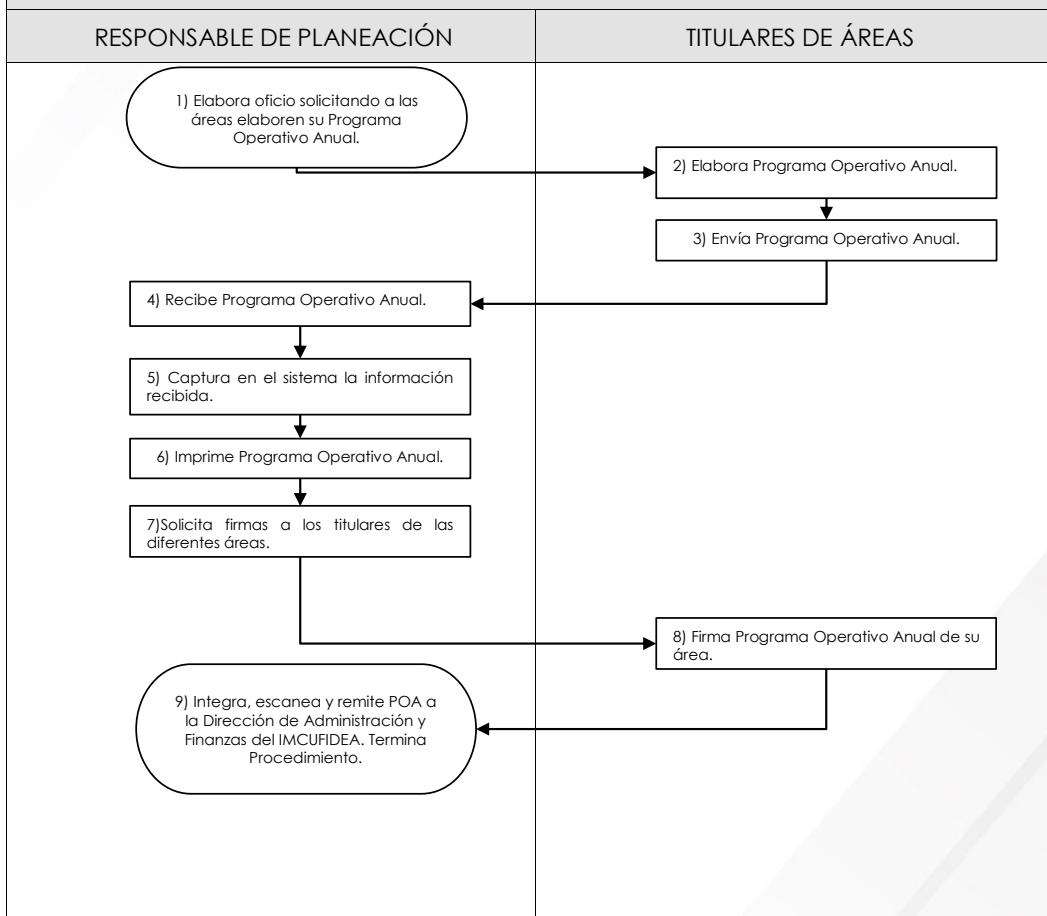 RESPONSABLE DE PLANEACIÓN
TITULARES DE ÁREAS
1) Elabora oficio solicitando a las
áreas elaboren su Programa
Operativo Anual.
2) Elabora Programa Operativo Anual.
3) Envía Programa Operativo Anual.
4) Recibe Programa Operativo Anual.
5) Captura en el sistema la información
recibida.
6) Imprime Programa Operativo Anual.
7)Solicita firmas a los titulares de las
diferentes áreas.
8) Firma Programa Operativo Anual de su
área.
9) Integra, escanea y remite POA a
la Dirección de Administración y
Finanzas del IMCUFIDEA. Termina
Procedimiento.